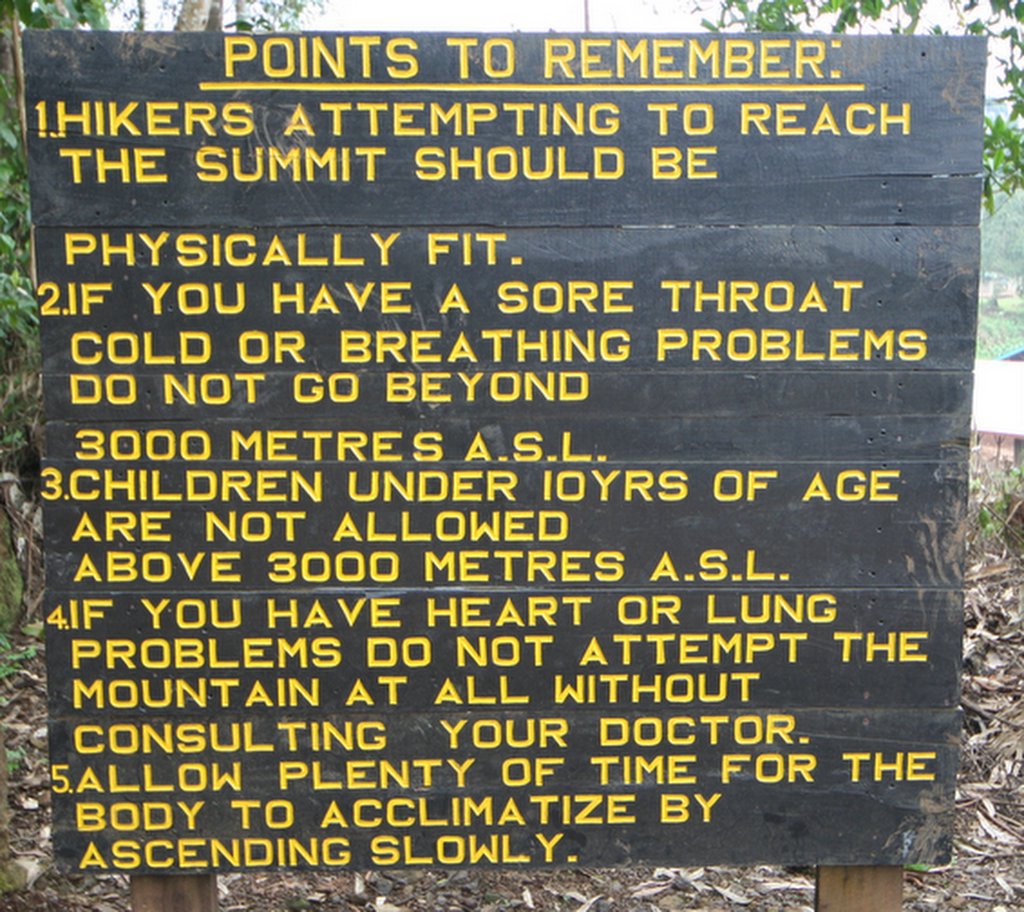 POINTS TO REMEMBER:
1.HIKERS ATTEMPTING TO REACH
THE SUMMIT SHOULD BE
PHYSICALLY FIT.
2.IF YOU HAVE A SORE THROAT
COLD OR BREATHING PROBLEMS
DO NOT GO BEYOND
3000 METRES A.S.L.
3.CHILDREN UNDER 10YRS OF AGE
ARE NOT ALLOWED
ABOVE 3000 METRES A.S.L.
4.IF YOU HAVE HEART OR LUNG
PROBLEMS DO NOT ATTEMPT THE
MOUNTAIN AT ALL WITHOUT
CONSULTING YOUR DOCTOR.
5.ALLOW PLENTY OF TIME FOR THE
BODY TO ACCLIMATIZE BY
ASCENDING SLOWLY.